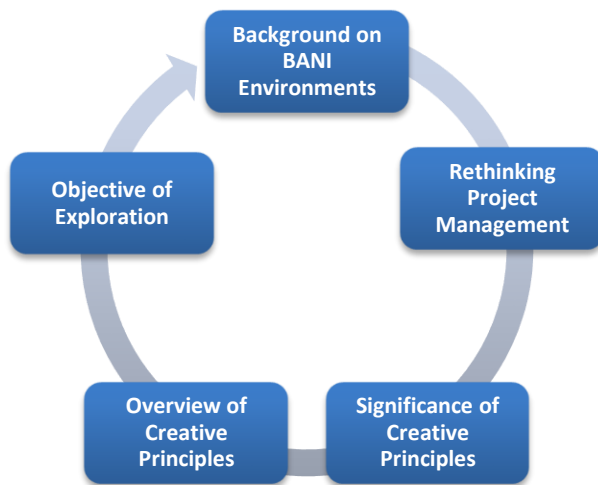 Background on
BANI
Environments
Rethinking
Project
Management
Significance of
Creative
Principles
Overview of
Creative
Principles
Objective of
Exploration